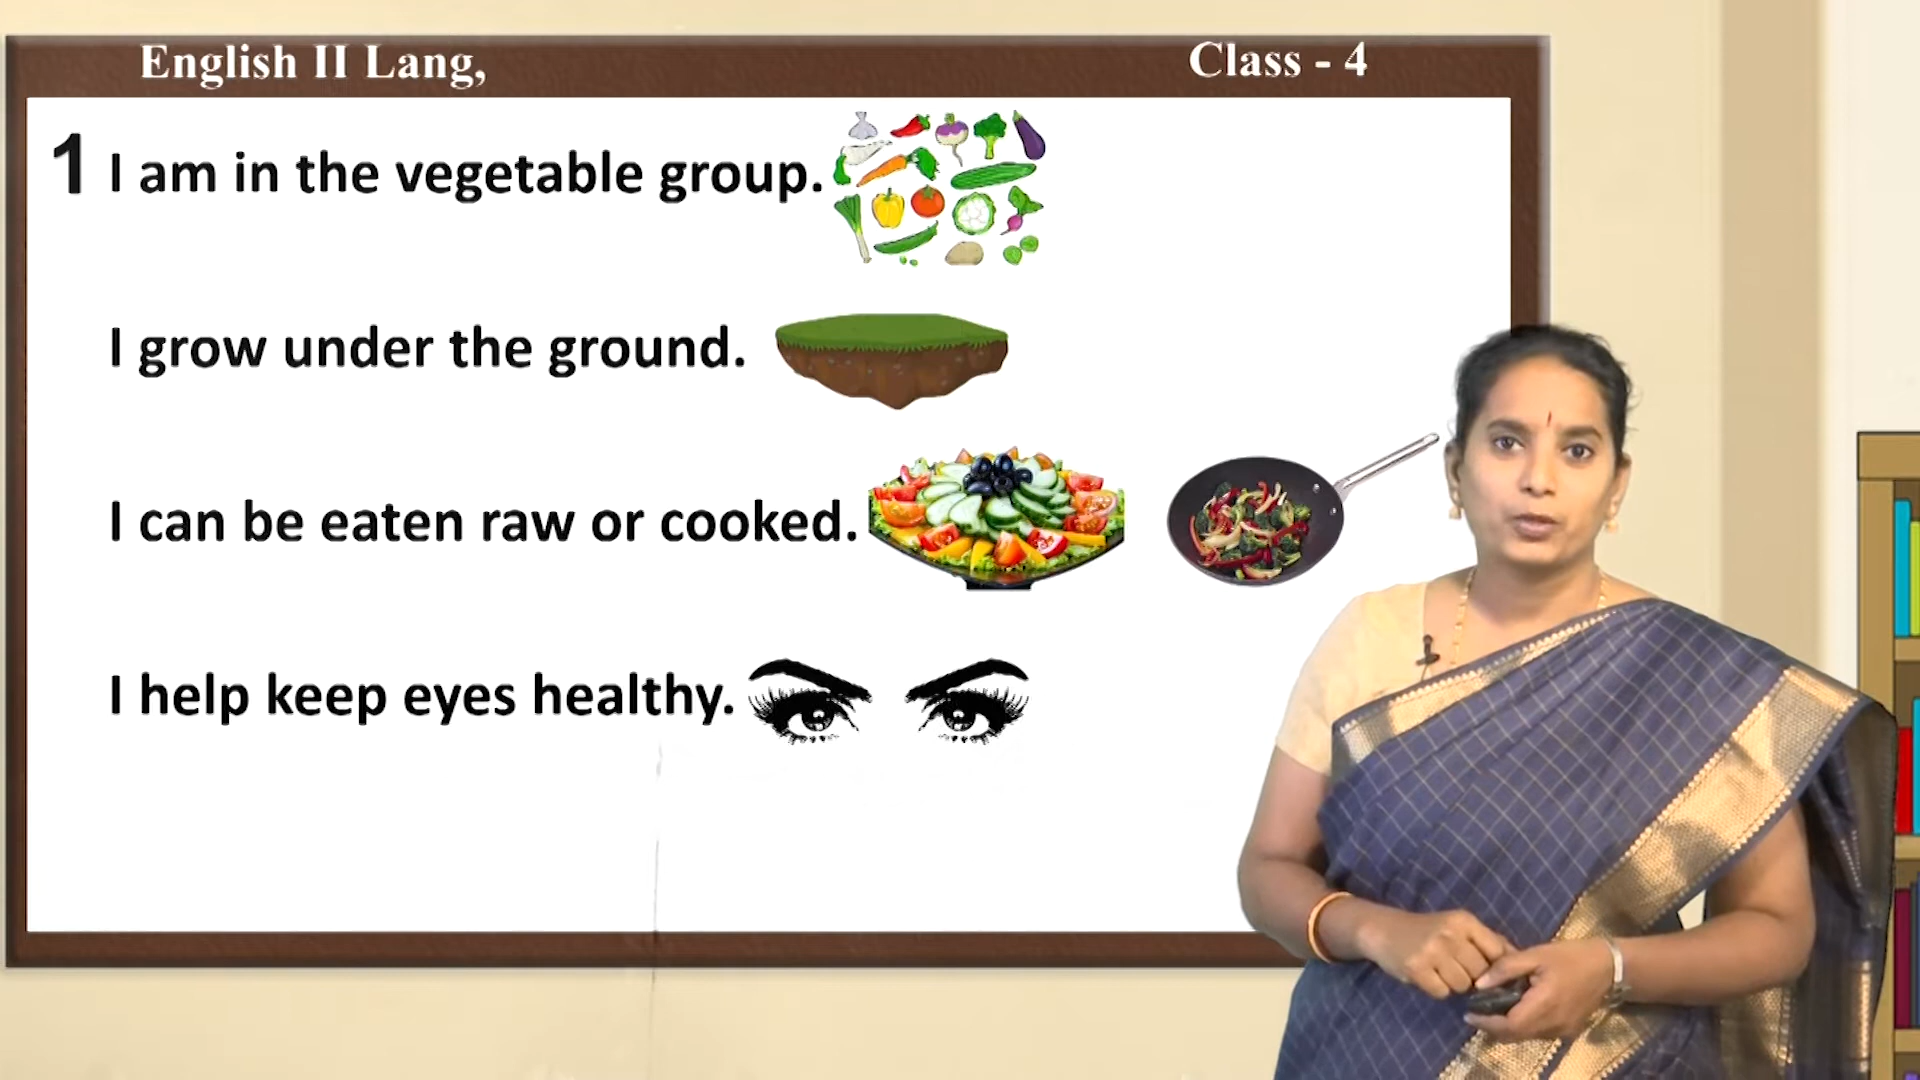 English II Lang,
Class - 4
1 I am in the vegetable group.
I grow under the ground.
I can be eaten raw or cooked.
I help keep eyes healthy.